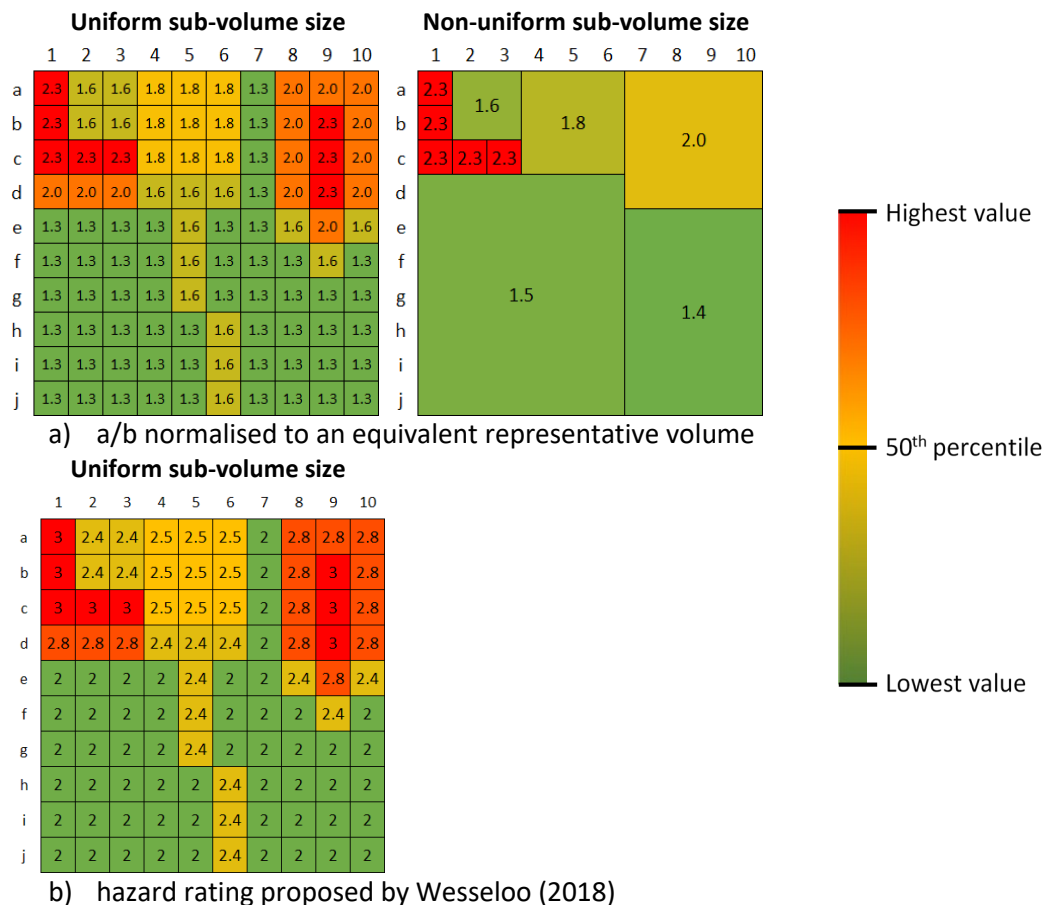 Uniform sub-volume size
1 2 3 4 5 6 7 8 9 10
a 2.3 1.6 1.6 1.8 1.8 1.8 1.3 2.0 2.0 2.0
b 2.3 1.6 1.6 1.8 1.8 1.8 1.3 2.0 2.3 2.0
c 2.3 2.3 2.3 1.8 1.8 1.8 1.3 2.0 2.3 2.0
d 2.0 2.0 2.0 1.6 1.6 1.6 1.3 2.0 2.3 2.0
e 1.3 1.3 1.3 1.3 1.6 1.3 1.3 1.6 2.0 1.6
f 1.3 1.3 1.3 1.3 1.6 1.3 1.3 1.3 1.6 1.3
g 1.3 1.3 1.3 1.3 1.6 1.3 1.3 1.3 1.3 1.3
h 1.3 1.3 1.3 1.3 1.3 1.6 1.3 1.3 1.3 1.3
i 1.3 1.3 1.3 1.3 1.3 1.6 1.3 1.3 1.3 1.3
j 1.3 1.3 1.3 1.3 1.3 1.6 1.3 1.3 1.3 1.3
Non-uniform sub-volume size
1 2 3 4 5 6 7 8 9 10
a 2.3
1.6
1.8
b 2.3
2.0
c 2.3 2.3 2.3
d
e
f
g
1.5
1.4
h
i
j
a) a/b normalised to an equivalent representative volume
Uniform sub-volume size
1 2 3 4 5 6 7 8 9 10
a 3 2.4 2.4 2.5 2.5 2.5 2 2.8 2.8 2.8
b 3 2.4 2.4 2.5 2.5 2.5 2 2.8 3 2.8
c 3 3 3 2.5 2.5 2.5 2 2.8 3 2.8
d 2.8 2.8 2.8 2.4 2.4 2.4 2 2.8 3 2.8
e 2 2 2 2 2.4 2 2 2.4 2.8 2.4
f 2 2 2 2 2.4 2 2 2 2.4 2
g 2 2 2 2 2.4 2 2 2 2 2
h 2 2 2 2 2 2.4 2 2 2 2
i 2 2 2 2 2 2.4 2 2 2 2
j 2 2 2 2 2 2.4 2 2 2 2
b) hazard rating proposed by Wesseloo (2018)
Highest value
50th percentile
Lowest value